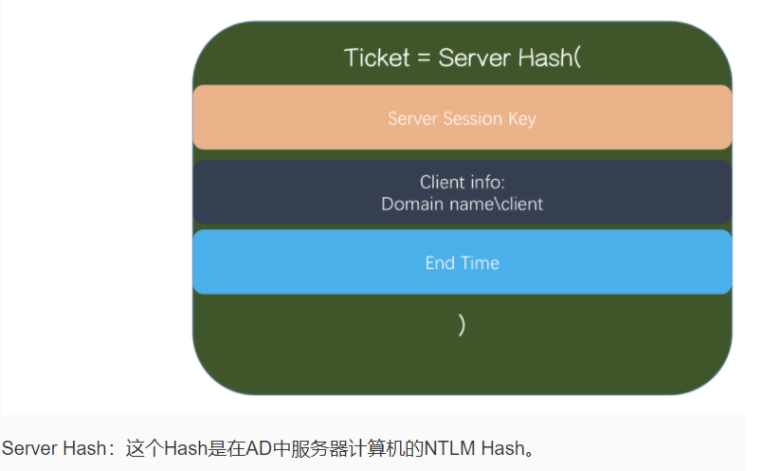 Ticket = Server Hash(
Server Session Key
Client info:
Domain name\client
End Time
)
Server Hash：这个Hash是在AD中服务器计算机的NTLM Hash。